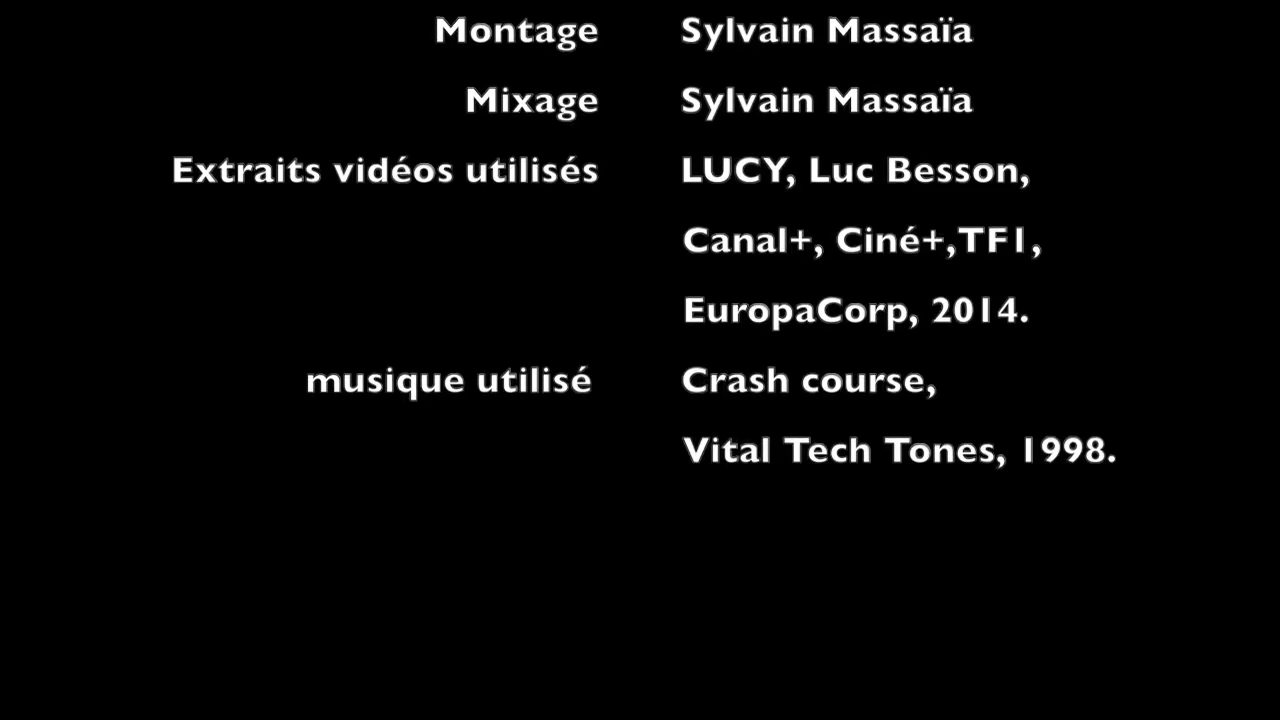 Montage Sylvain Massaïa
Mixage Sylvain Massaïa
Extraits vidéos utilisés LUCY, Luc Besson,
Canal+, Ciné+,TF1,
EuropaCorp, 2014.
musique utilisé Crash course,
Vital Tech Tones, 1998.